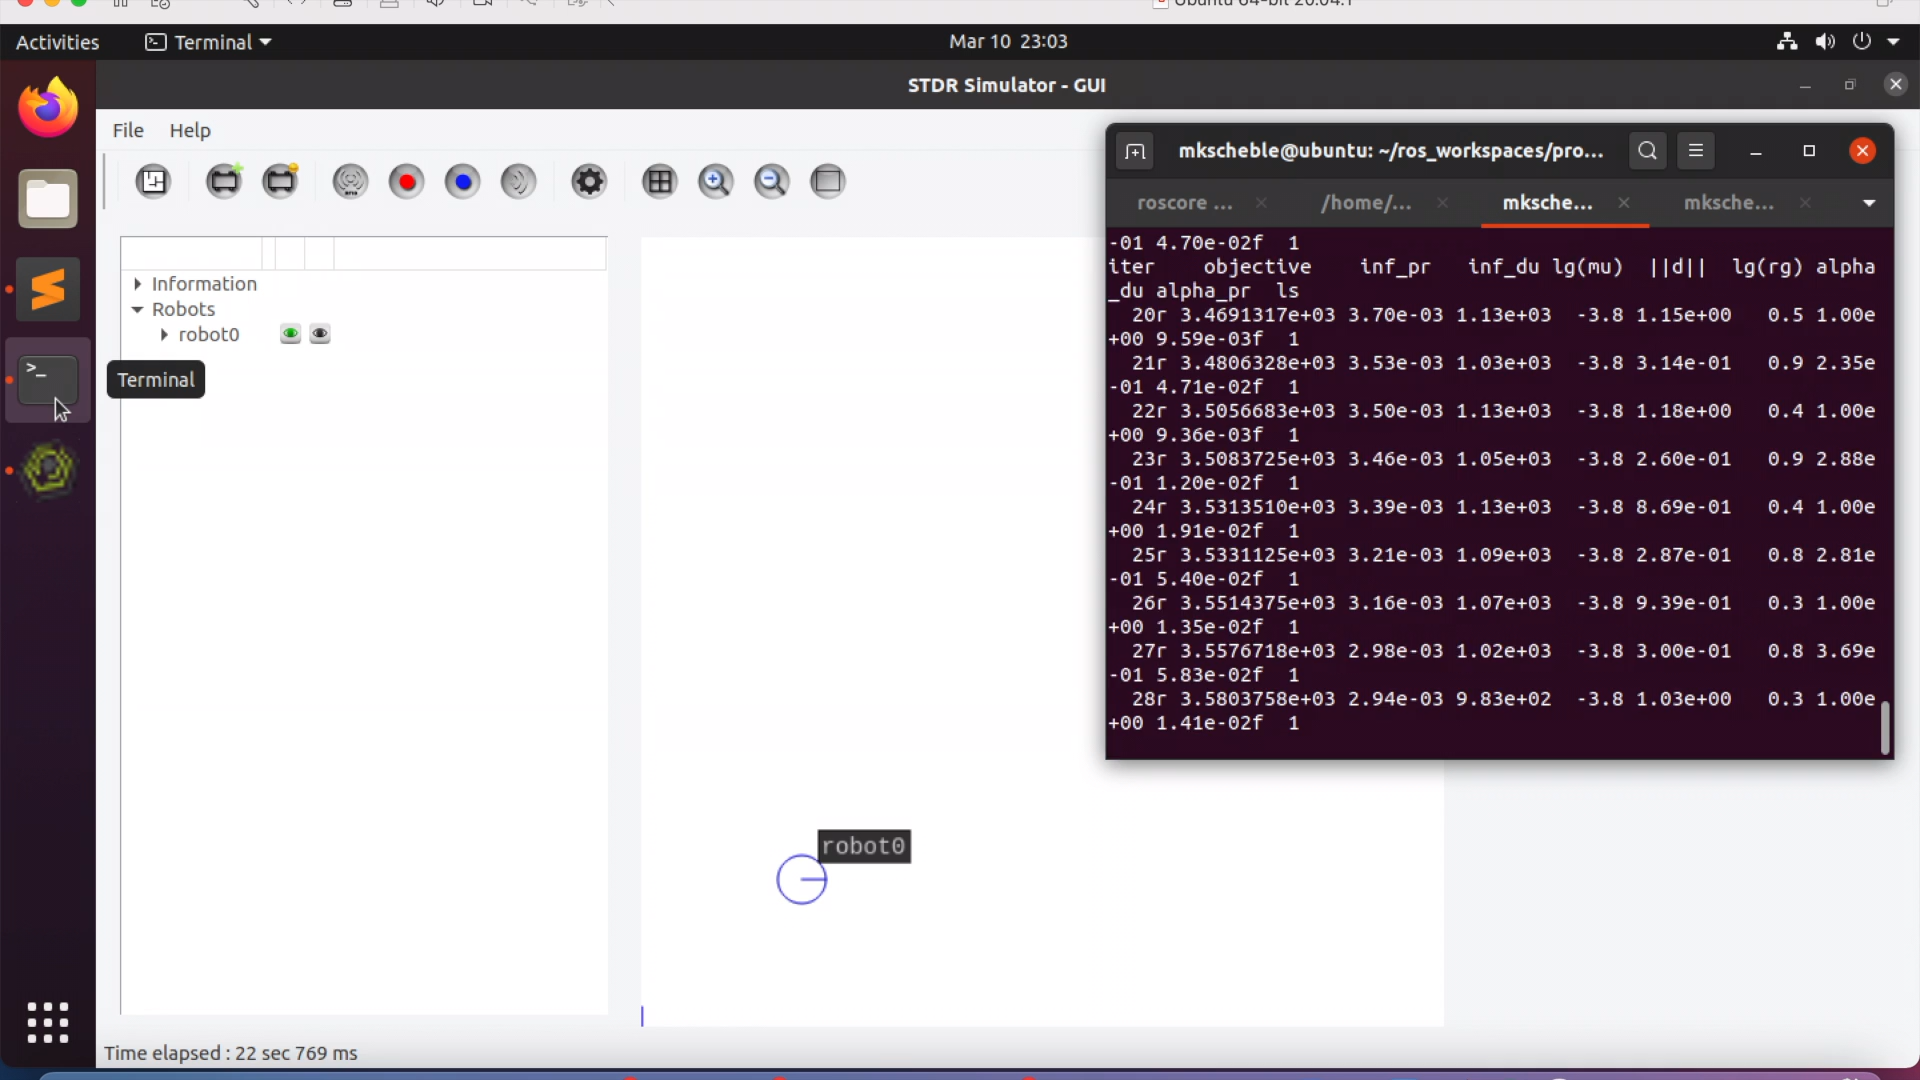 Ubuntu 64-bit 20.04.1
Activities
Terminal
Mar 10 23:03
STDR Simulator - GUI
File Help
mkscheble@ubuntu: ~/ros_workspaces/pro...
roscore ... /home/... mksche... mksche...
Information
Robots
robot0
Terminal
-01 4.70e-02f 1
iter objective inf_pr inf_du lg(mu) ||d|| lg(rg) alpha
_du alpha_pr ls
20r 3.4691317e+03 3.70e-03 1.13e+03 -3.8 1.15e+00 0.5 1.00e
+00 9.59e-03f 1
21r 3.4806328e+03 3.53e-03 1.03e+03 -3.8 3.14e-01 0.9 2.35e
-01 4.71e-02f 1
22r 3.5056683e+03 3.50e-03 1.13e+03 -3.8 1.18e+00 0.4 1.00e
+00 9.36e-03f 1
23r 3.5083725e+03 3.46e-03 1.05e+03 -3.8 2.60e-01 0.9 2.88e
-01 1.20e-02f 1
24r 3.5313510e+03 3.39e-03 1.13e+03 -3.8 8.69e-01 0.4 1.00e
+00 1.91e-02f 1
25r 3.5331125e+03 3.21e-03 1.09e+03 -3.8 2.87e-01 0.8 2.81e
-01 5.40e-02f 1
26r 3.5514375e+03 3.16e-03 1.07e+03 -3.8 9.39e-01 0.3 1.00e
+00 1.35e-02f 1
27r 3.5576718e+03 2.98e-03 1.02e+03 -3.8 3.00e-01 0.8 3.69e
-01 5.83e-02f 1
28r 3.5803758e+03 2.94e-03 9.83e+02 -3.8 1.03e+00 0.3 1.00e
+00 1.41e-02f 1
robot0
Time elapsed : 22 sec 769 ms